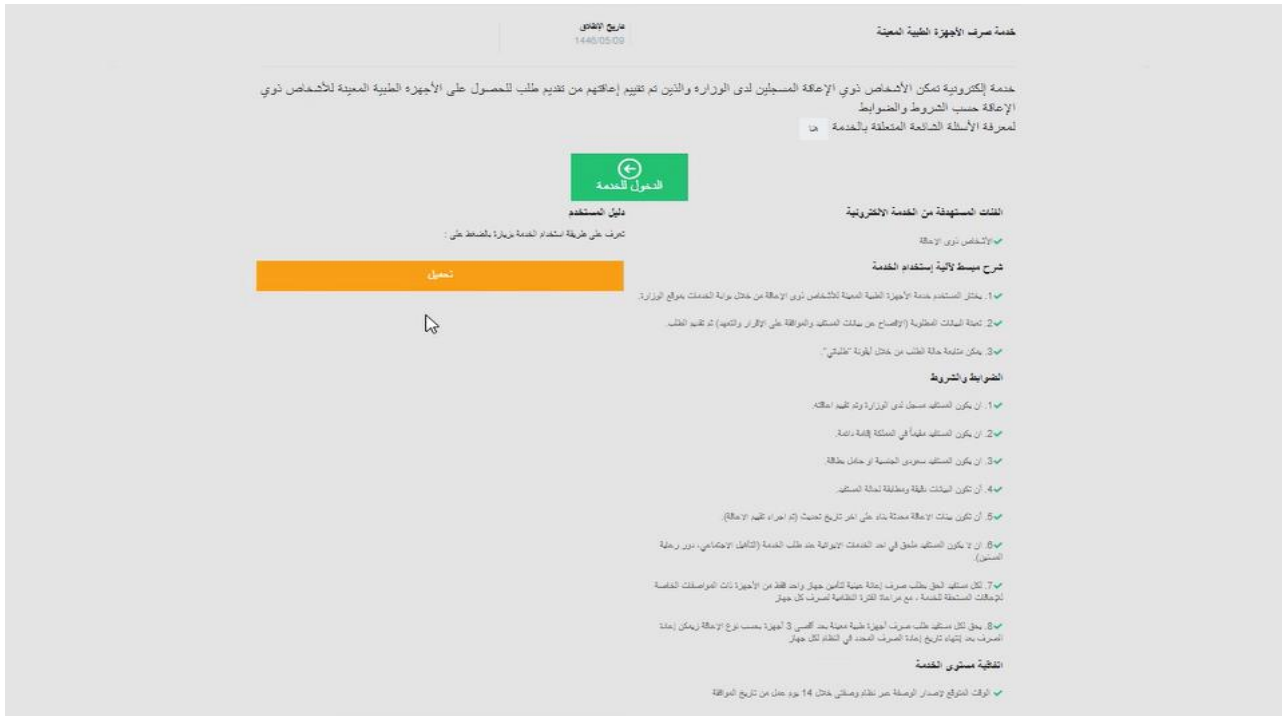 خدمة صرف الأجهزة الطبية المعينة
تاريخ الإطلاق
1446/05/09
خدمة إلكترونية تمكن الأشخاص ذوي الإعاقة المسجلين لدى الوزارة والذين تم تقييم إعاقتهم من تقديم طلب للحصول على الأجهزة الطبية المعينة للأشخاص ذوي
الإعاقة حسب الشروط والضوابط
لمعرفة الأسئلة الشائعة المتعلقة بالخدمة هنا
الدخول للخدمة
الفئات المستهدفة من الخدمة الالكترونية
الأشخاص ذوي الإعاقة
شرح مبسط لآلية إستخدام الخدمة
1. يختار المستخدم خدمة الأجهزة الطبية المعينة للأشخاص ذوي الإعاقة من خلال بوابة الخدمات بموقع الوزارة.
2. تعبئة البيانات المطلوبة (الإفصاح عن بيانات المستفيد والموافقة على الإقرار والتعهد) ثم تقديم الطلب.
3. يمكن متابعة حالة الطلب من خلال أيقونة "طلباتي".
الضوابط والشروط
1. ان يكون المستفيد مسجل لدى الوزارة وتم تقييم اعاقته.
2. ان يكون المستفيد مقيماً في المملكة إقامة دائمة.
3. ان يكون المستفيد سعودي الجنسية او حامل بطاقة.
4. أن تكون البيانات دقيقة ومطابقة لحالة المستفيد.
5. أن تكون بينات الاعاقة محدثة بناء على اخر تاريخ تحديث (تم اجراء تقييم الاعاقة).
6. ان لا يكون المستفيد ملحق في احد الخدمات الايوائية عند طلب الخدمة (التأهيل الاجتماعي، دور رعاية
المسنين).
7. لكل مستفيد الحق بطلب صرف إعانة عينية لتأمين جهاز واحد فقط من الأجهزة ذات المواصفات الخاصة
للإعاقات المستحقة للخدمة ، مع مراعاة الفترة النظامية لصرف كل جهاز
8. يحق لكل مستفيد طلب صرف أجهزة طبية معينة بحد أقصى 3 أجهزة بحسب نوع الإعاقة ويمكن إعادة
الصرف بعد إنتهاء تاريخ إعادة الصرف المحدد في النظام لكل جهاز
اتفاقية مستوى الخدمة
الوقت المتوقع لإصدار الوصفة عبر نظام وصفتي خلال 14 يوم عمل من تاريخ الموافقة
دليل المستخدم
تعرف على طريقة استخدام الخدمة بزيارة بالضغط على :
تحميل